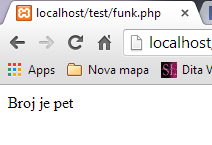 localhost/test/funk.php
localhost
Apps Nova mapa Dita V
Broj je pet